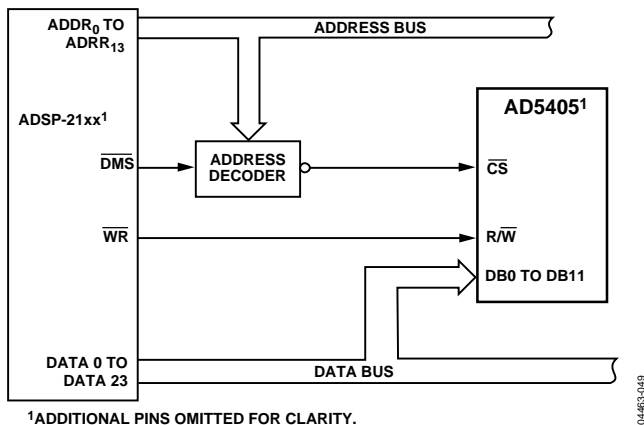 ADDR0 TO
ADRR13
ADDRESS BUS
ADSP-21xx1
AD54051
DMS
ADDRESS
DECODER
CS
WR
R/W
DB0 TO DB11
DATA 0 TO
DATA 23
DATA BUS
1ADDITIONAL PINS OMITTED FOR CLARITY.
04463-049